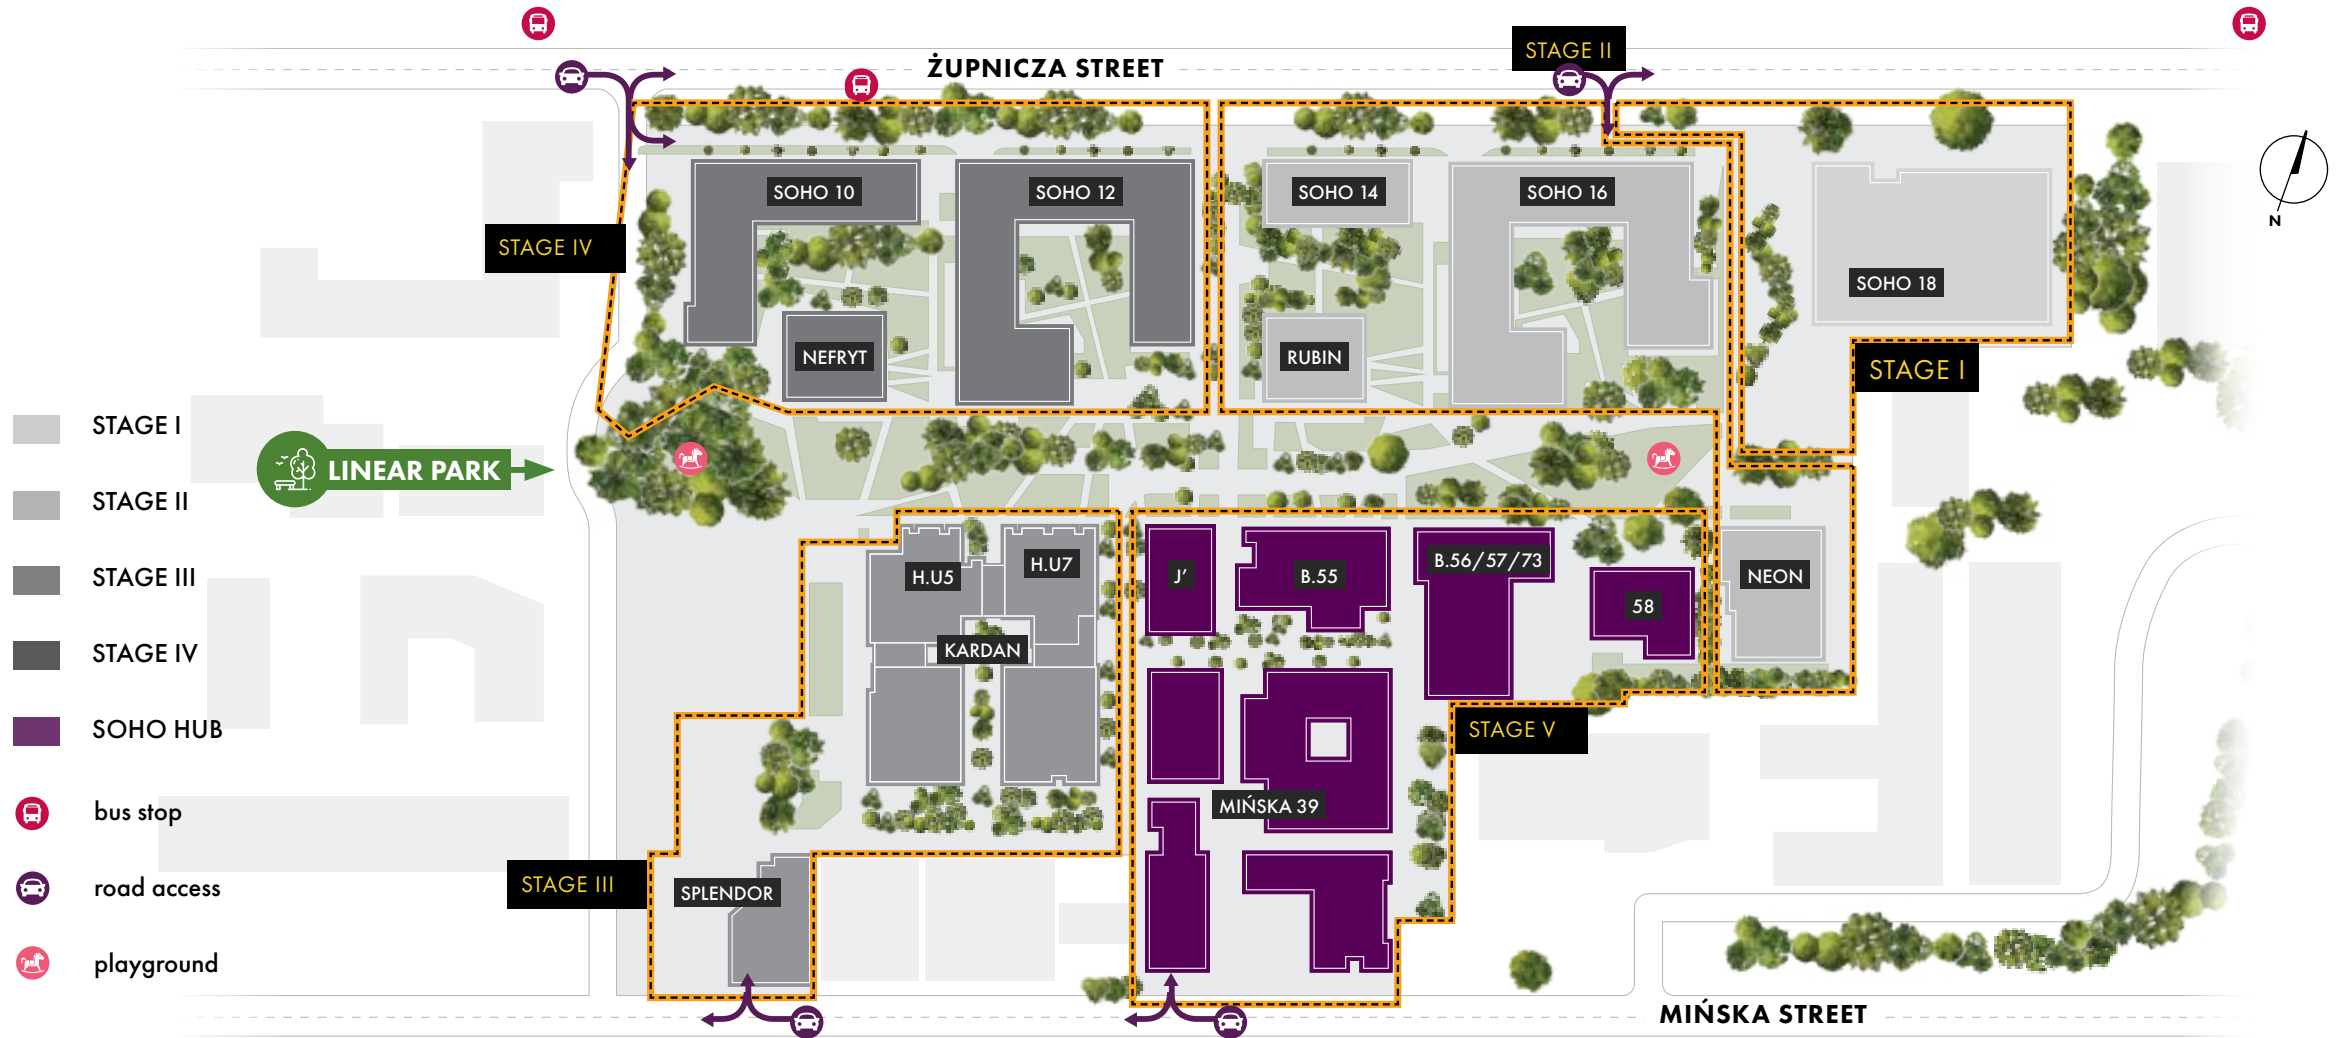 STAGE II
ŻUPNICZA STREET
SOHO 10
SOHO 12
SOHO 14
SOHO 16
STAGE IV
SOHO 18
N
NEFRYT
RUBIN
STAGE I
STAGE I
LINEAR PARK
STAGE II
STAGE III
STAGE IV
SOHO HUB
bus stop
road access
playground
H.U5
H.U7
KARDAN
J’
B.55
B.56/57/73
58
NEON
STAGE V
MIŃSKA 39
STAGE III
SPLENDOR
MIŃSKA STREET